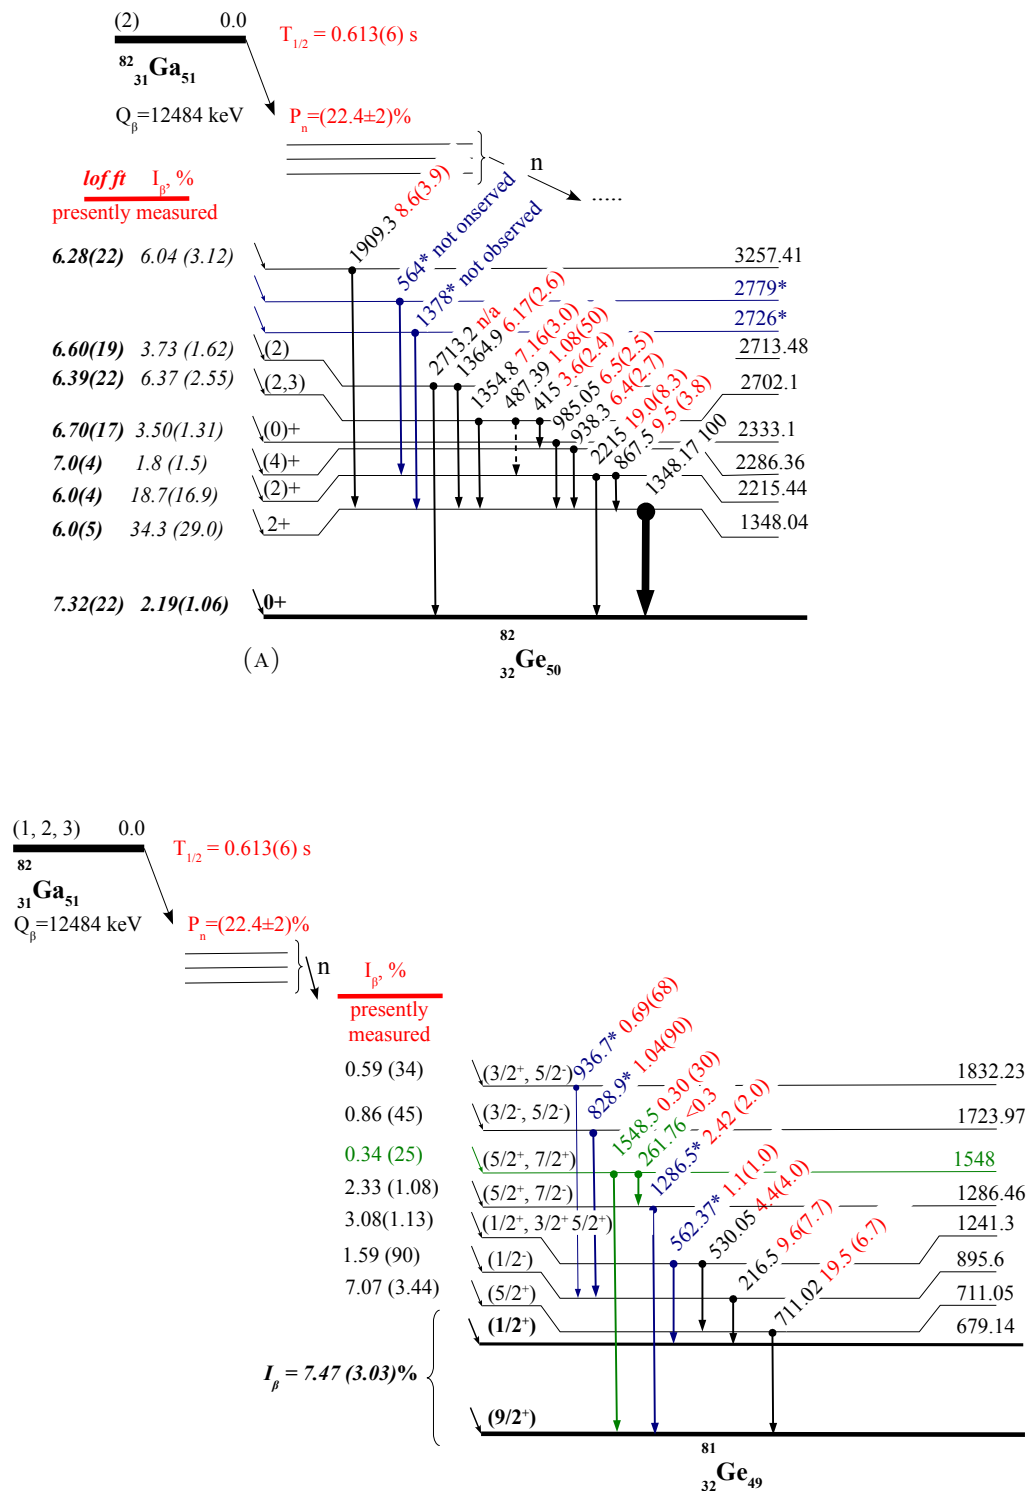 (2) 0.0
T1/2 = 0.613(6) s
82
31Ga51
Qβ=12484 keV
Pn=(22.4±2)%
n
.....
lof ft Iβ, %
presently measured
1909.3 8.6(3.9)
564* not onserved
1378* not observed
2713.2 n/a
1364.9 6.17(2.6)
1354.8 7.16(3.0)
487.39 1.08(50)
415 3.6(2.4)
985.05 6.5(2.5)
938.3 6.4(2.7)
2215 19.0(8.3)
867.5 9.5 (3.8)
1348.17 100
6.28(22) 6.04 (3.12) 3257.41
2779*
2726*
6.60(19) 3.73 (1.62) (2) 2713.48
6.39(22) 6.37 (2.55) (2,3) 2702.1
6.70(17) 3.50(1.31) (0)+ 2333.1
7.0(4) 1.8 (1.5) (4)+ 2286.36
6.0(4) 18.7(16.9) (2)+ 2215.44
6.0(5) 34.3 (29.0) 2+ 1348.04
7.32(22) 2.19(1.06) 0+
82
32Ge50
(A)
(1, 2, 3) 0.0
T1/2 = 0.613(6) s
82
31Ga51
Qβ=12484 keV
Pn=(22.4±2)%
n
Iβ, %
presently
measured
936.7* 0.69(68)
828.9* 1.04(90)
1548.5 0.30 (30)
261.76 <0.3
1286.5* 2.42 (2.0)
562.37* 1.1(1.0)
530.05 4.4(4.0)
216.5 9.6(7.7)
711.02 19.5 (6.7)
0.59 (34) (3/2+, 5/2-) 1832.23
0.86 (45) (3/2-, 5/2-) 1723.97
0.34 (25) (5/2+, 7/2+) 1548
2.33 (1.08) (5/2+, 7/2-) 1286.46
3.08(1.13) (1/2+, 3/2+ 5/2+) 1241.3
1.59 (90) (1/2-) 895.6
7.07 (3.44) (5/2+) 711.05
(1/2+) 679.14
Iβ = 7.47 (3.03)%
(9/2+)
81
32Ge49